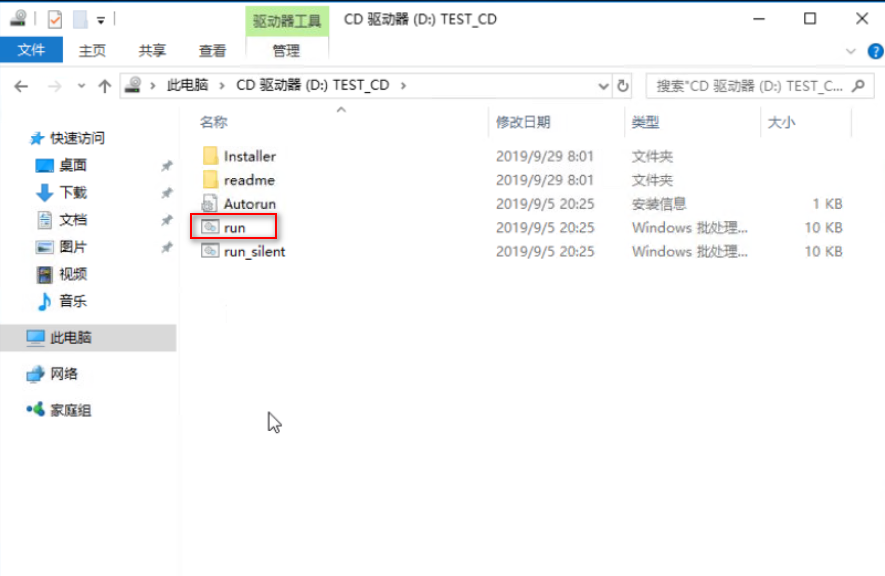 驱动器工具 CD 驱动器 (D:) TEST_CD
文件 主页 共享 查看 管理
此电脑 CD 驱动器 (D:) TEST_CD 搜索"CD 驱动器 (D:) TEST_C...
名称 修改日期 类型 大小
快速访问
桌面
下载
文档
图片
视频
音乐
此电脑
网络
家庭组
Installer 2019/9/29 8:01 文件夹
readme 2019/9/29 8:01 文件夹
Autorun 2019/9/5 20:25 安装信息 1 KB
run 2019/9/5 20:25 Windows 批处理... 10 KB
run_silent 2019/9/5 20:25 Windows 批处理... 10 KB